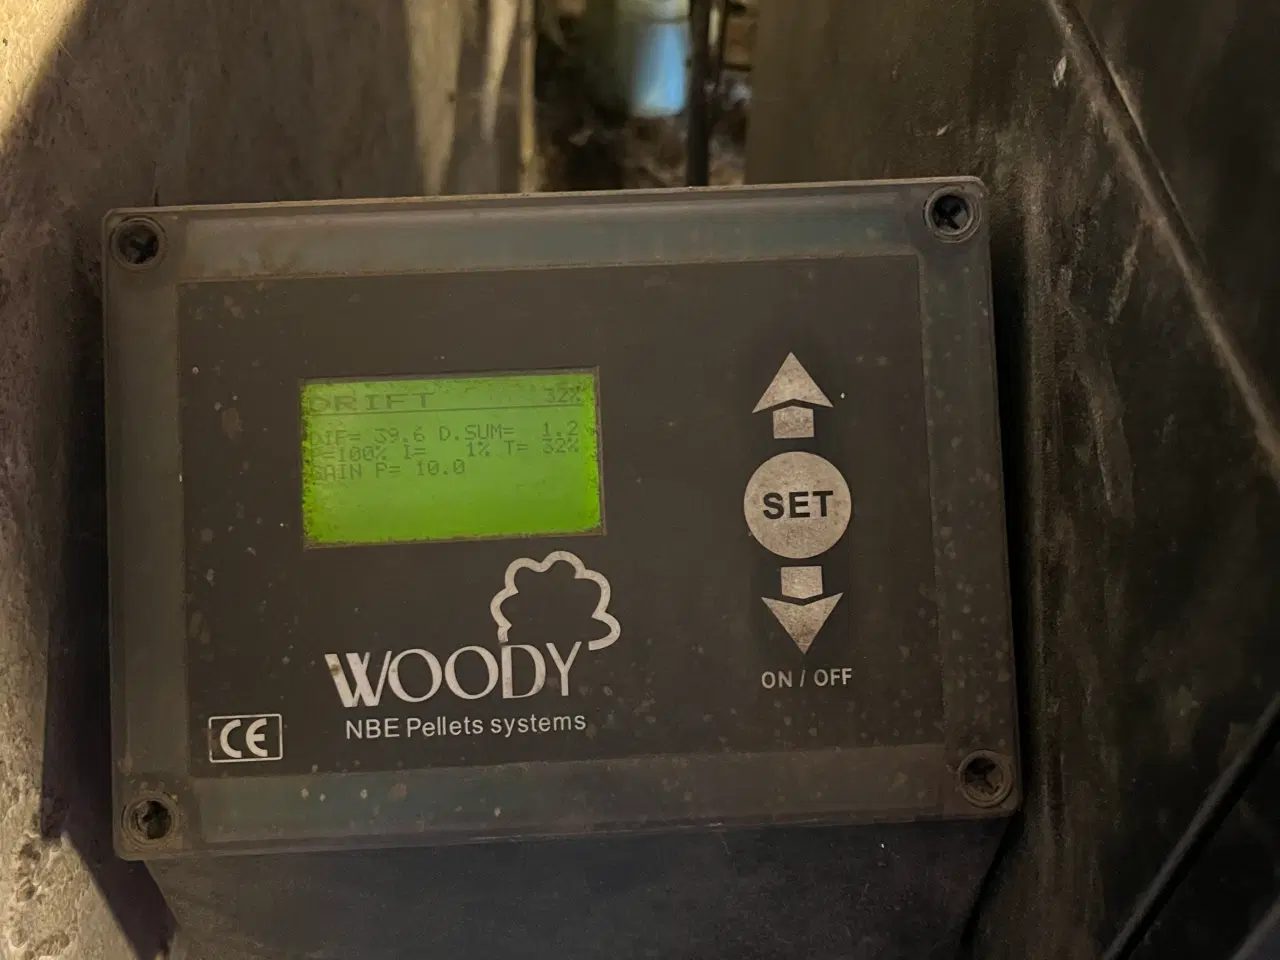 DRIFT 32%
DIF= 39.6 D.SUM= 1.2
P=100% I= 1% T= 32%
GAIN P= 10.0
SET
ON / OFF
WOODY
NBE Pellets systems
CE